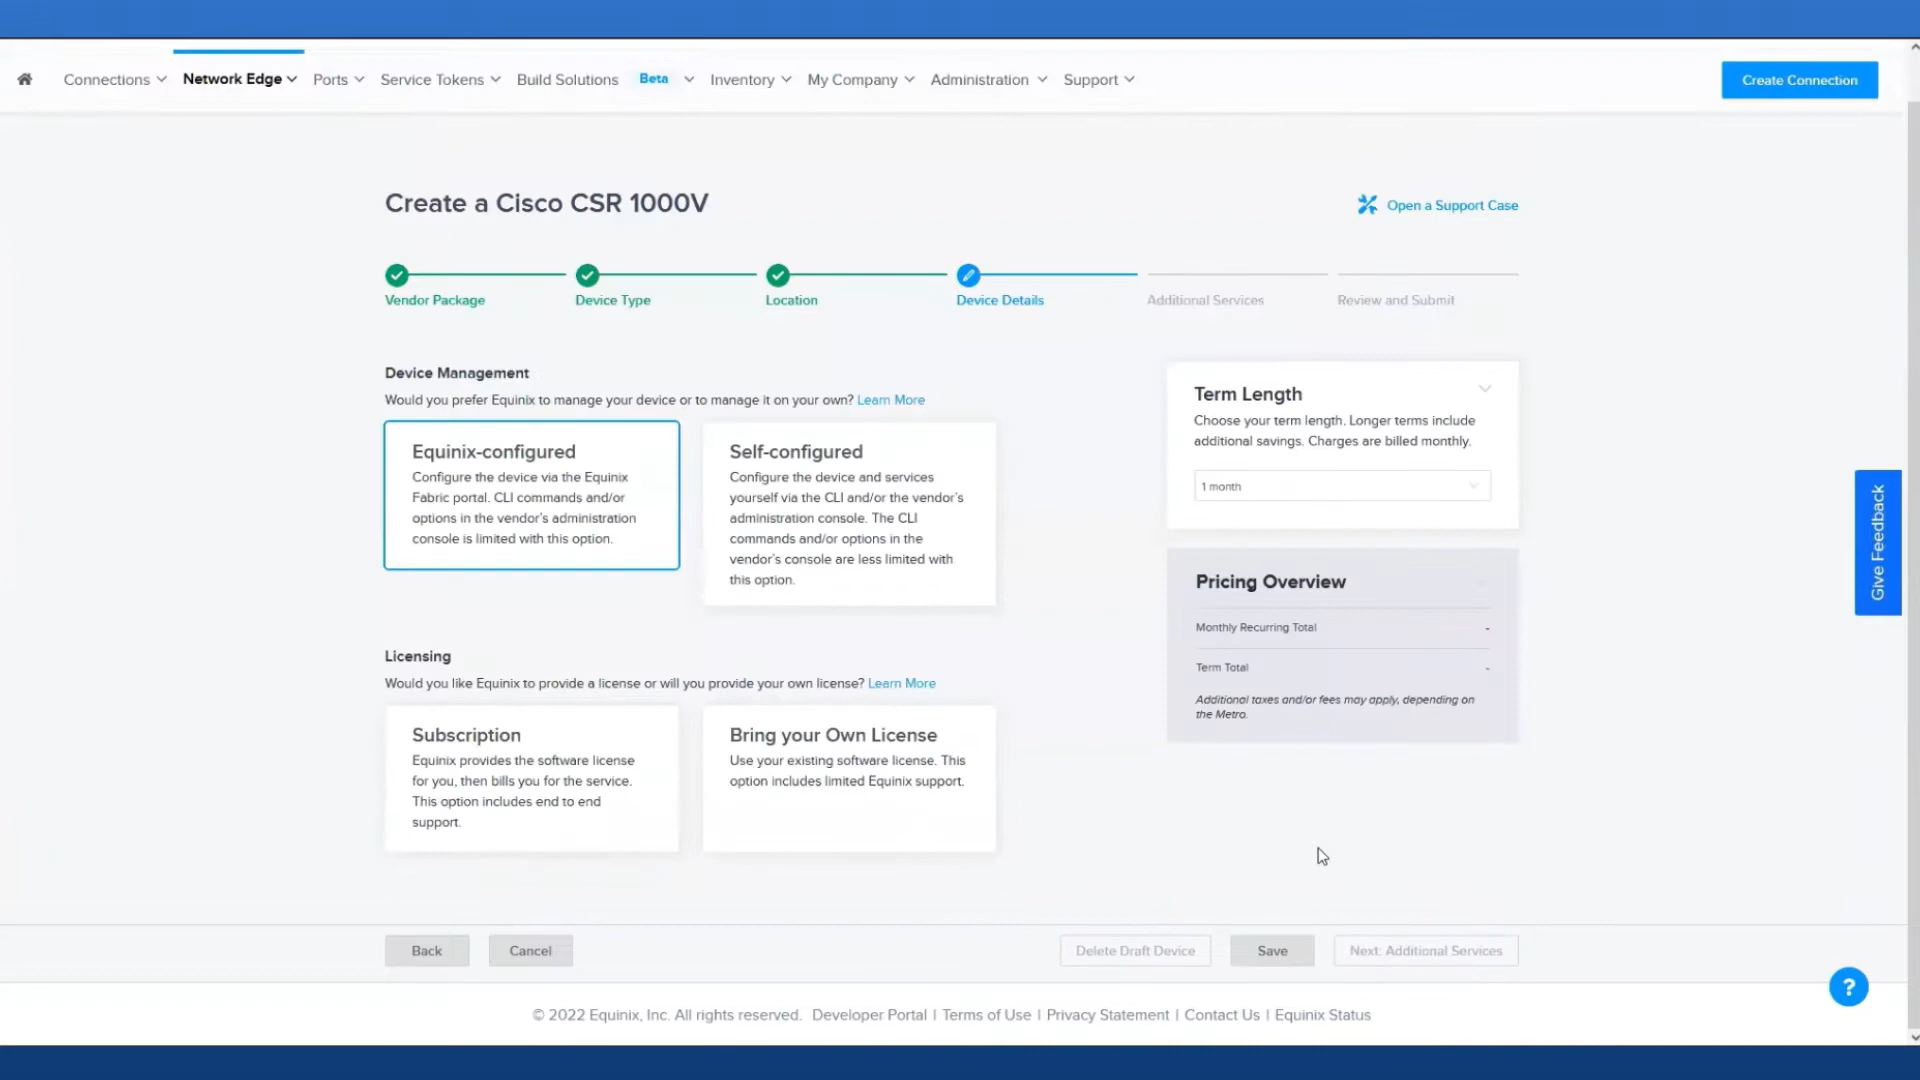 Connections
Network Edge
Ports
Service Tokens
Build Solutions
Beta
Inventory
My Company
Administration
Support
Create Connection
Create a Cisco CSR 1000V
Open a Support Case
Vendor Package
Device Type
Location
Device Details
Additional Services
Review and Submit
Device Management
Would you prefer Equinix to manage your device or to manage it on your own? Learn More
Equinix-configured
Configure the device via the Equinix
Fabric portal. CLI commands and/or
options in the vendor's administration
console is limited with this option.
Self-configured
Configure the device and services
yourself via the CLI and/or the vendor's
administration console. The CLI
commands and/or options in the
vendor's console are less limited with
this option.
Licensing
Would you like Equinix to provide a license or will you provide your own license? Learn More
Subscription
Equinix provides the software license
for you, then bills you for the service.
This option includes end to end
support.
Bring your Own License
Use your existing software license. This
option includes limited Equinix support.
Term Length
Choose your term length. Longer terms include
additional savings. Charges are billed monthly.
1 month
Pricing Overview
Monthly Recurring Total -
Term Total -
Additional taxes and/or fees may apply, depending on
the Metro.
Give Feedback
Back
Cancel
Delete Draft Device
Save
Next: Additional Services
?
© 2022 Equinix, Inc. All rights reserved. Developer Portal | Terms of Use | Privacy Statement | Contact Us | Equinix Status